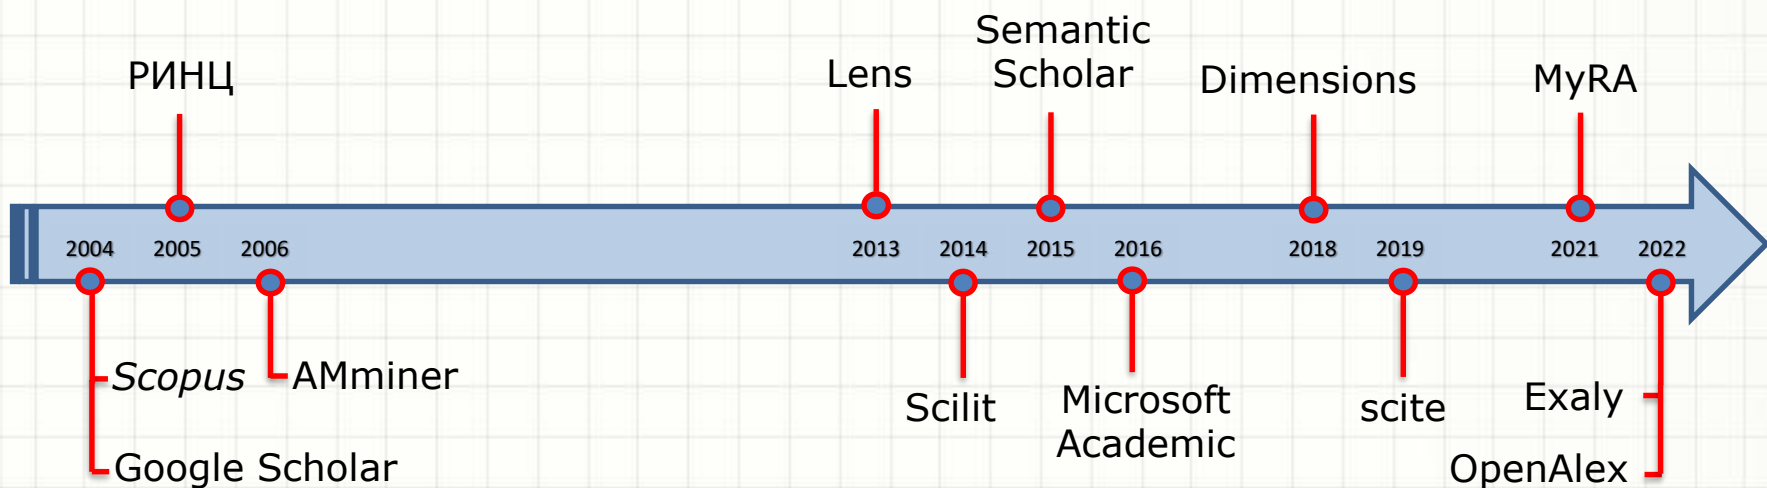 РИНЦ
Lens
Semantic
Scholar
Dimensions
MyRA
2004 2005 2006 2013 2014 2015 2016 2018 2019 2021 2022
Scopus
AMminer
Google Scholar
Scilit
Microsoft
Academic
scite
Exaly
OpenAlex